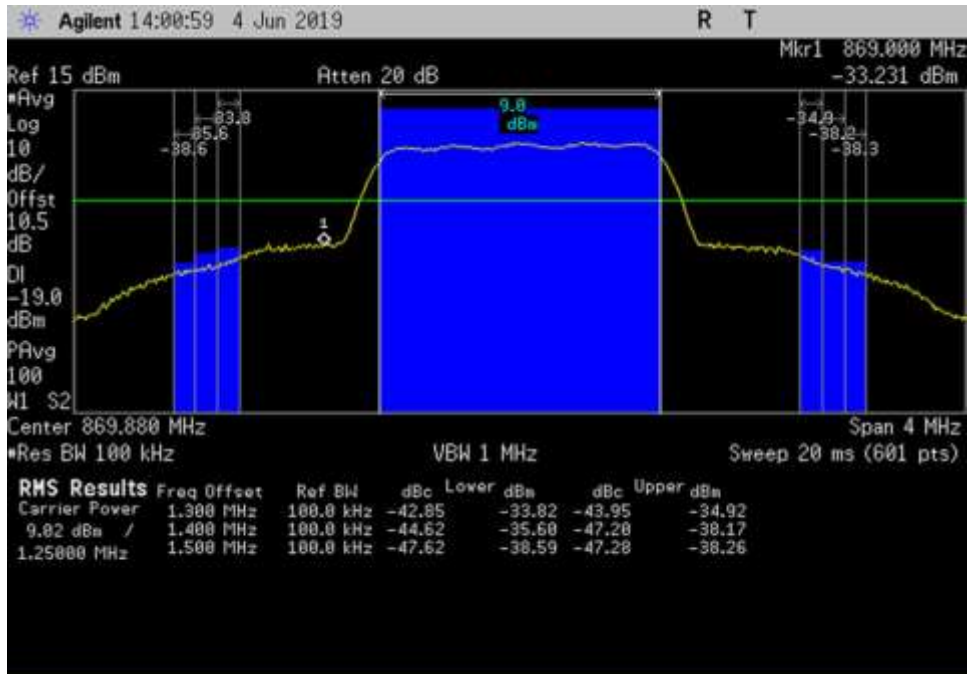 Agilent 14:00:59 4 Jun 2019 R T
Mkr1 869.000 MHz
Ref 15 dBm Atten 20 dB -33.231 dBm
*Avg
Log
10
dB/
Offst
10.5
dB
DI
-19.0
dBm
PAvg
100
W1 S2
-38.6
-35.6
-33.8
9.0
dBm
-34.9
-38.2
-38.3
1
Center 869.880 MHz Span 4 MHz
*Res BW 100 kHz VBW 1 MHz Sweep 20 ms (601 pts)
RMS Results Freq Offset Ref BW dBc Lower dBm dBc Upper dBm
Carrier Power 1.300 MHz 100.0 kHz -42.85 -33.82 -43.95 -34.92
9.02 dBm / 1.400 MHz 100.0 kHz -44.62 -35.60 -47.20 -38.17
1.25000 MHz 1.500 MHz 100.0 kHz -47.62 -38.59 -47.28 -38.26